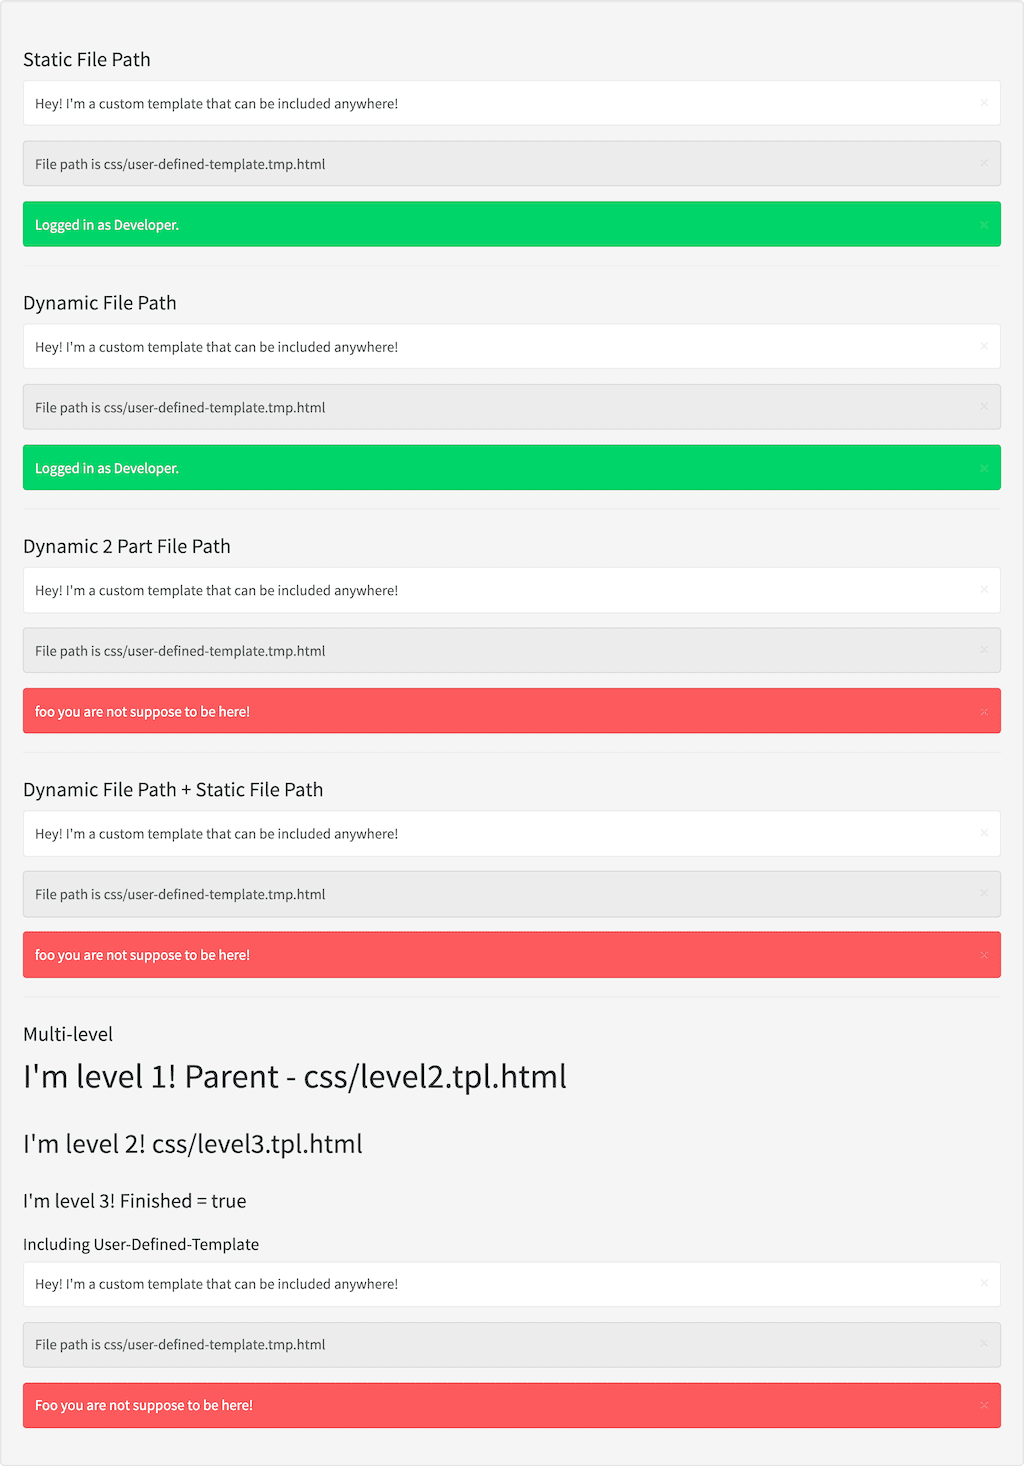 Static File Path
Hey! I'm a custom template that can be included anywhere! ×
File path is css/user-defined-template.tmp.html ×
Logged in as Developer. ×
Dynamic File Path
Hey! I'm a custom template that can be included anywhere! ×
File path is css/user-defined-template.tmp.html ×
Logged in as Developer. ×
Dynamic 2 Part File Path
Hey! I'm a custom template that can be included anywhere! ×
File path is css/user-defined-template.tmp.html ×
foo you are not suppose to be here! ×
Dynamic File Path + Static File Path
Hey! I'm a custom template that can be included anywhere! ×
File path is css/user-defined-template.tmp.html ×
foo you are not suppose to be here! ×
Multi-level
I'm level 1! Parent - css/level2.tpl.html
I'm level 2! css/level3.tpl.html
I'm level 3! Finished = true
Including User-Defined-Template
Hey! I'm a custom template that can be included anywhere! ×
File path is css/user-defined-template.tmp.html ×
Foo you are not suppose to be here! ×